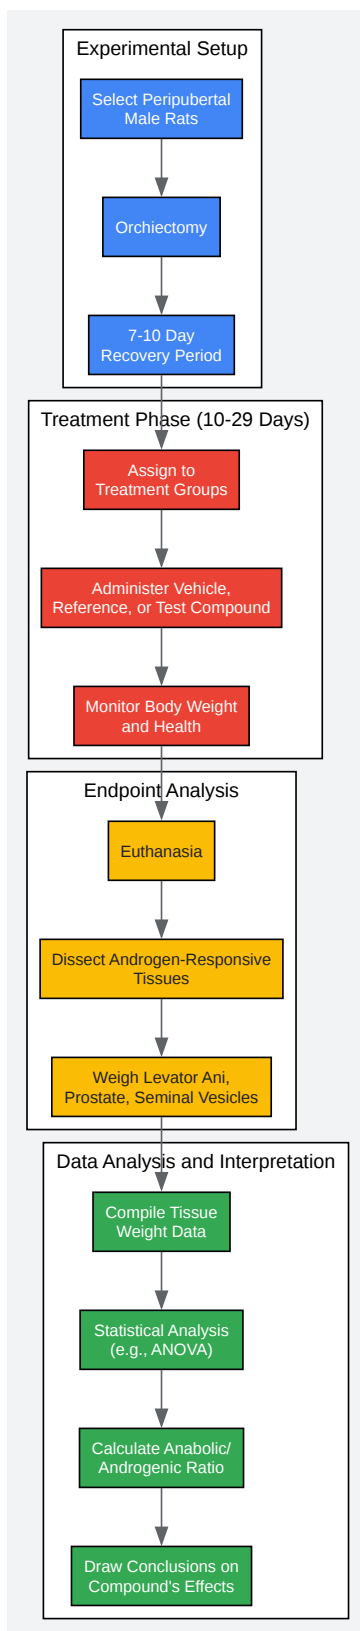 Experimental Setup
Select Peripubertal
Male Rats
Orchiectomy
7-10 Day
Recovery Period
Treatment Phase (10-29 Days)
Assign to
Treatment Groups
Administer Vehicle,
Reference, or Test Compound
Monitor Body Weight
and Health
Endpoint Analysis
Euthanasia
Dissect Androgen-Responsive
Tissues
Weigh Levator Ani,
Prostate, Seminal Vesicles
Data Analysis and Interpretation
Compile Tissue
Weight Data
Statistical Analysis
(e.g., ANOVA)
Calculate Anabolic/
Androgenic Ratio
Draw Conclusions on
Compound's Effects